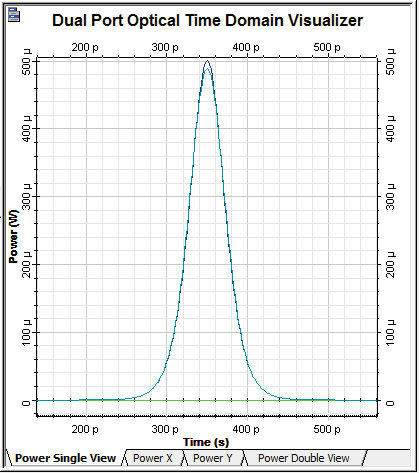 Dual Port Optical Time Domain Visualizer
200 p 300 p 400 p 500 p
500 µ 500 µ
400 µ 400 µ
300 µ 300 µ
200 µ 200 µ
100 µ 100 µ
0 0
Power (W)
200 p 300 p 400 p 500 p
Time (s)
Power Single View Power X Power Y Power Double View